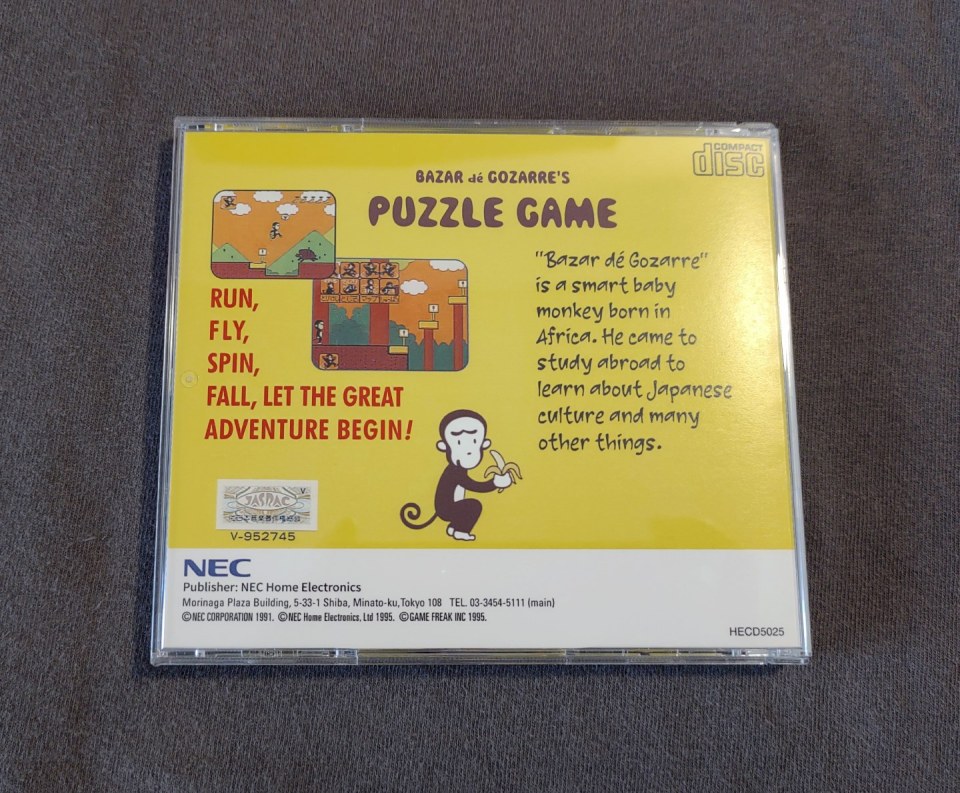 COMPACT
disc
BAZAR dé GOZARRE'S
PUZZLE GAME
RUN,
FLY,
SPIN,
FALL, LET THE GREAT
ADVENTURE BEGIN!
"Bazar dé Gozarre"
is a smart baby
monkey born in
Africa. He came to
study abroad to
learn about Japanese
culture and many
other things.
V
JASRAC
V-952745
NEC
Publisher: NEC Home Electronics
Morinaga Plaza Building, 5-33-1 Shiba, Minato-ku, Tokyo 108 TEL. 03-3454-5111 (main)
©NEC CORPORATION 1991. ©NEC Home Electronics, Ltd 1995. ©GAME FREAK INC 1995.
HECD5025